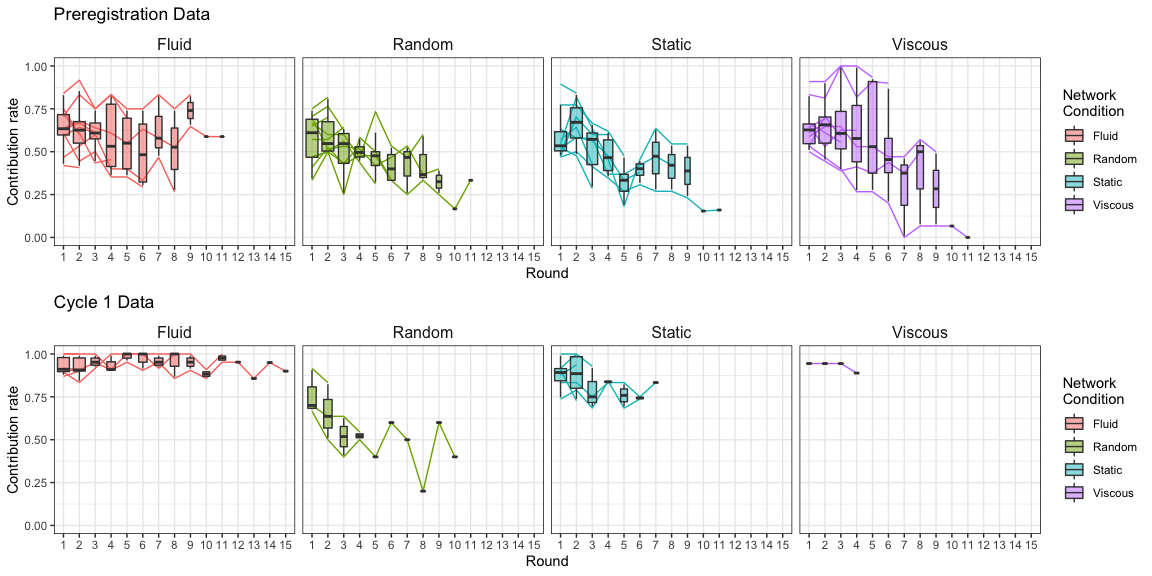 Preregistration Data
Fluid Random Static Viscous
Contribution rate
1.00
0.75
0.50
0.25
0.00
1 2 3 4 5 6 7 8 9 10 11 12 13 14 15 1 2 3 4 5 6 7 8 9 10 11 12 13 14 15 1 2 3 4 5 6 7 8 9 10 11 12 13 14 15 1 2 3 4 5 6 7 8 9 10 11 12 13 14 15
Round
Network
Condition
Fluid
Random
Static
Viscous
Cycle 1 Data
Fluid Random Static Viscous
Contribution rate
1.00
0.75
0.50
0.25
0.00
1 2 3 4 5 6 7 8 9 10 11 12 13 14 15 1 2 3 4 5 6 7 8 9 10 11 12 13 14 15 1 2 3 4 5 6 7 8 9 10 11 12 13 14 15 1 2 3 4 5 6 7 8 9 10 11 12 13 14 15
Round
Network
Condition
Fluid
Random
Static
Viscous